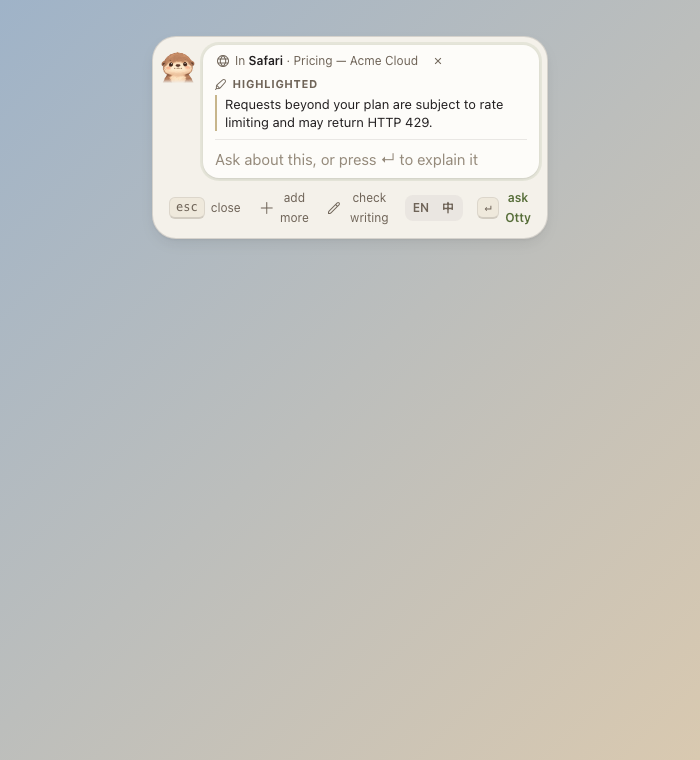 In Safari · Pricing — Acme Cloud ×
HIGHLIGHTED
Requests beyond your plan are subject to rate
limiting and may return HTTP 429.
Ask about this, or press ↵ to explain it
esc close
add
more
check
writing
EN 中
↵
ask
Otty